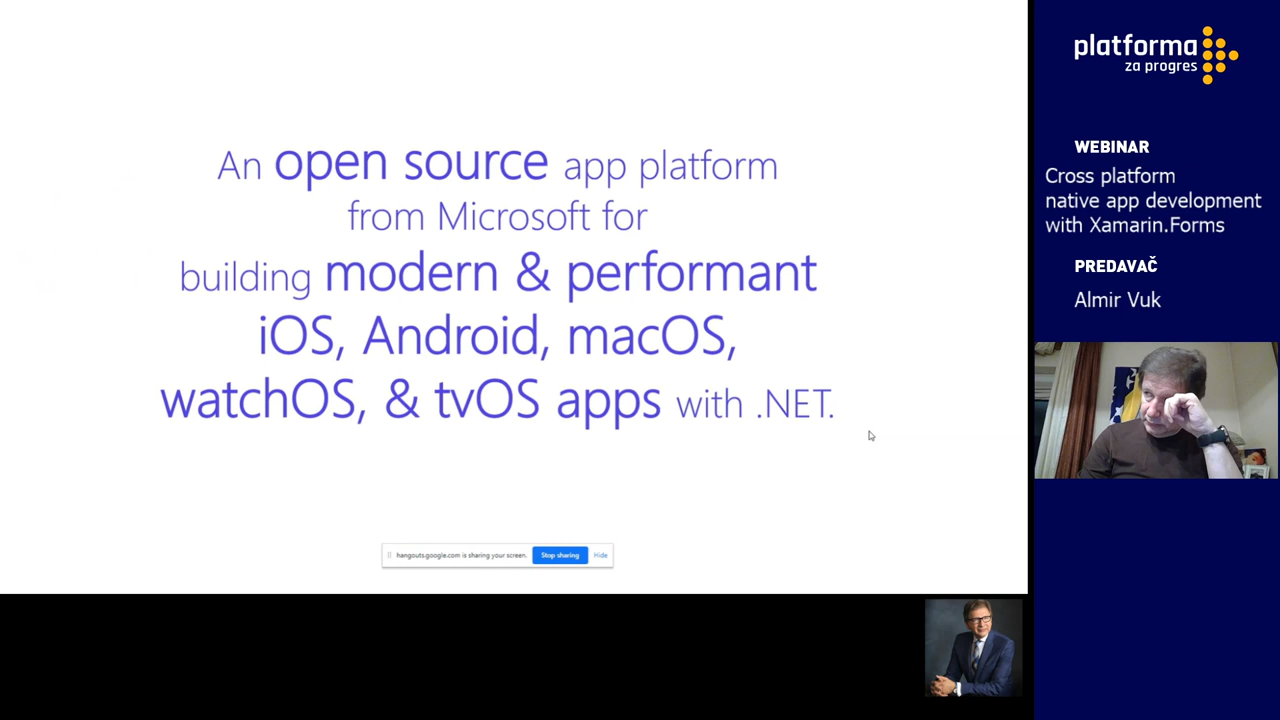 An open source app platform
from Microsoft for
building modern & performant
iOS, Android, macOS,
watchOS, & tvOS apps with .NET.
hangouts.google.com is sharing your screen.
Stop sharing
Hide
platforma
za progres
WEBINAR
Cross platform
native app development
with Xamarin.Forms
PREDAVAČ
Almir Vuk